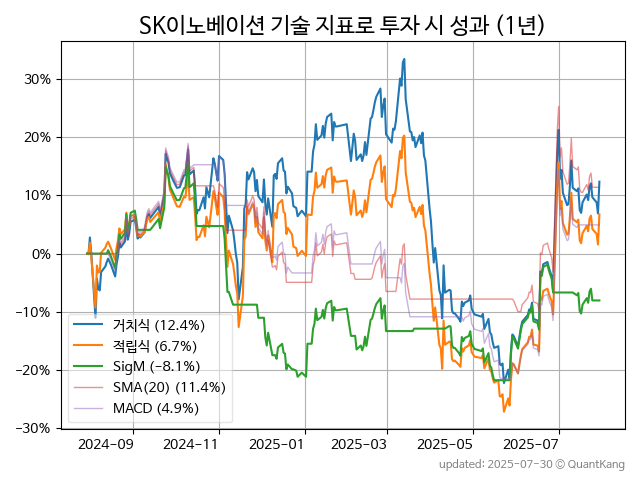 SK이노베이션 기술 지표로 투자 시 성과 (1년)
30%
20%
10%
0%
−10%
−20%
−30%
거치식 (12.4%)
적립식 (6.7%)
SigM (−8.1%)
SMA(20) (11.4%)
MACD (4.9%)
2024-09
2024-11
2025-01
2025-03
2025-05
2025-07
updated: 2025-07-30 © QuantKang